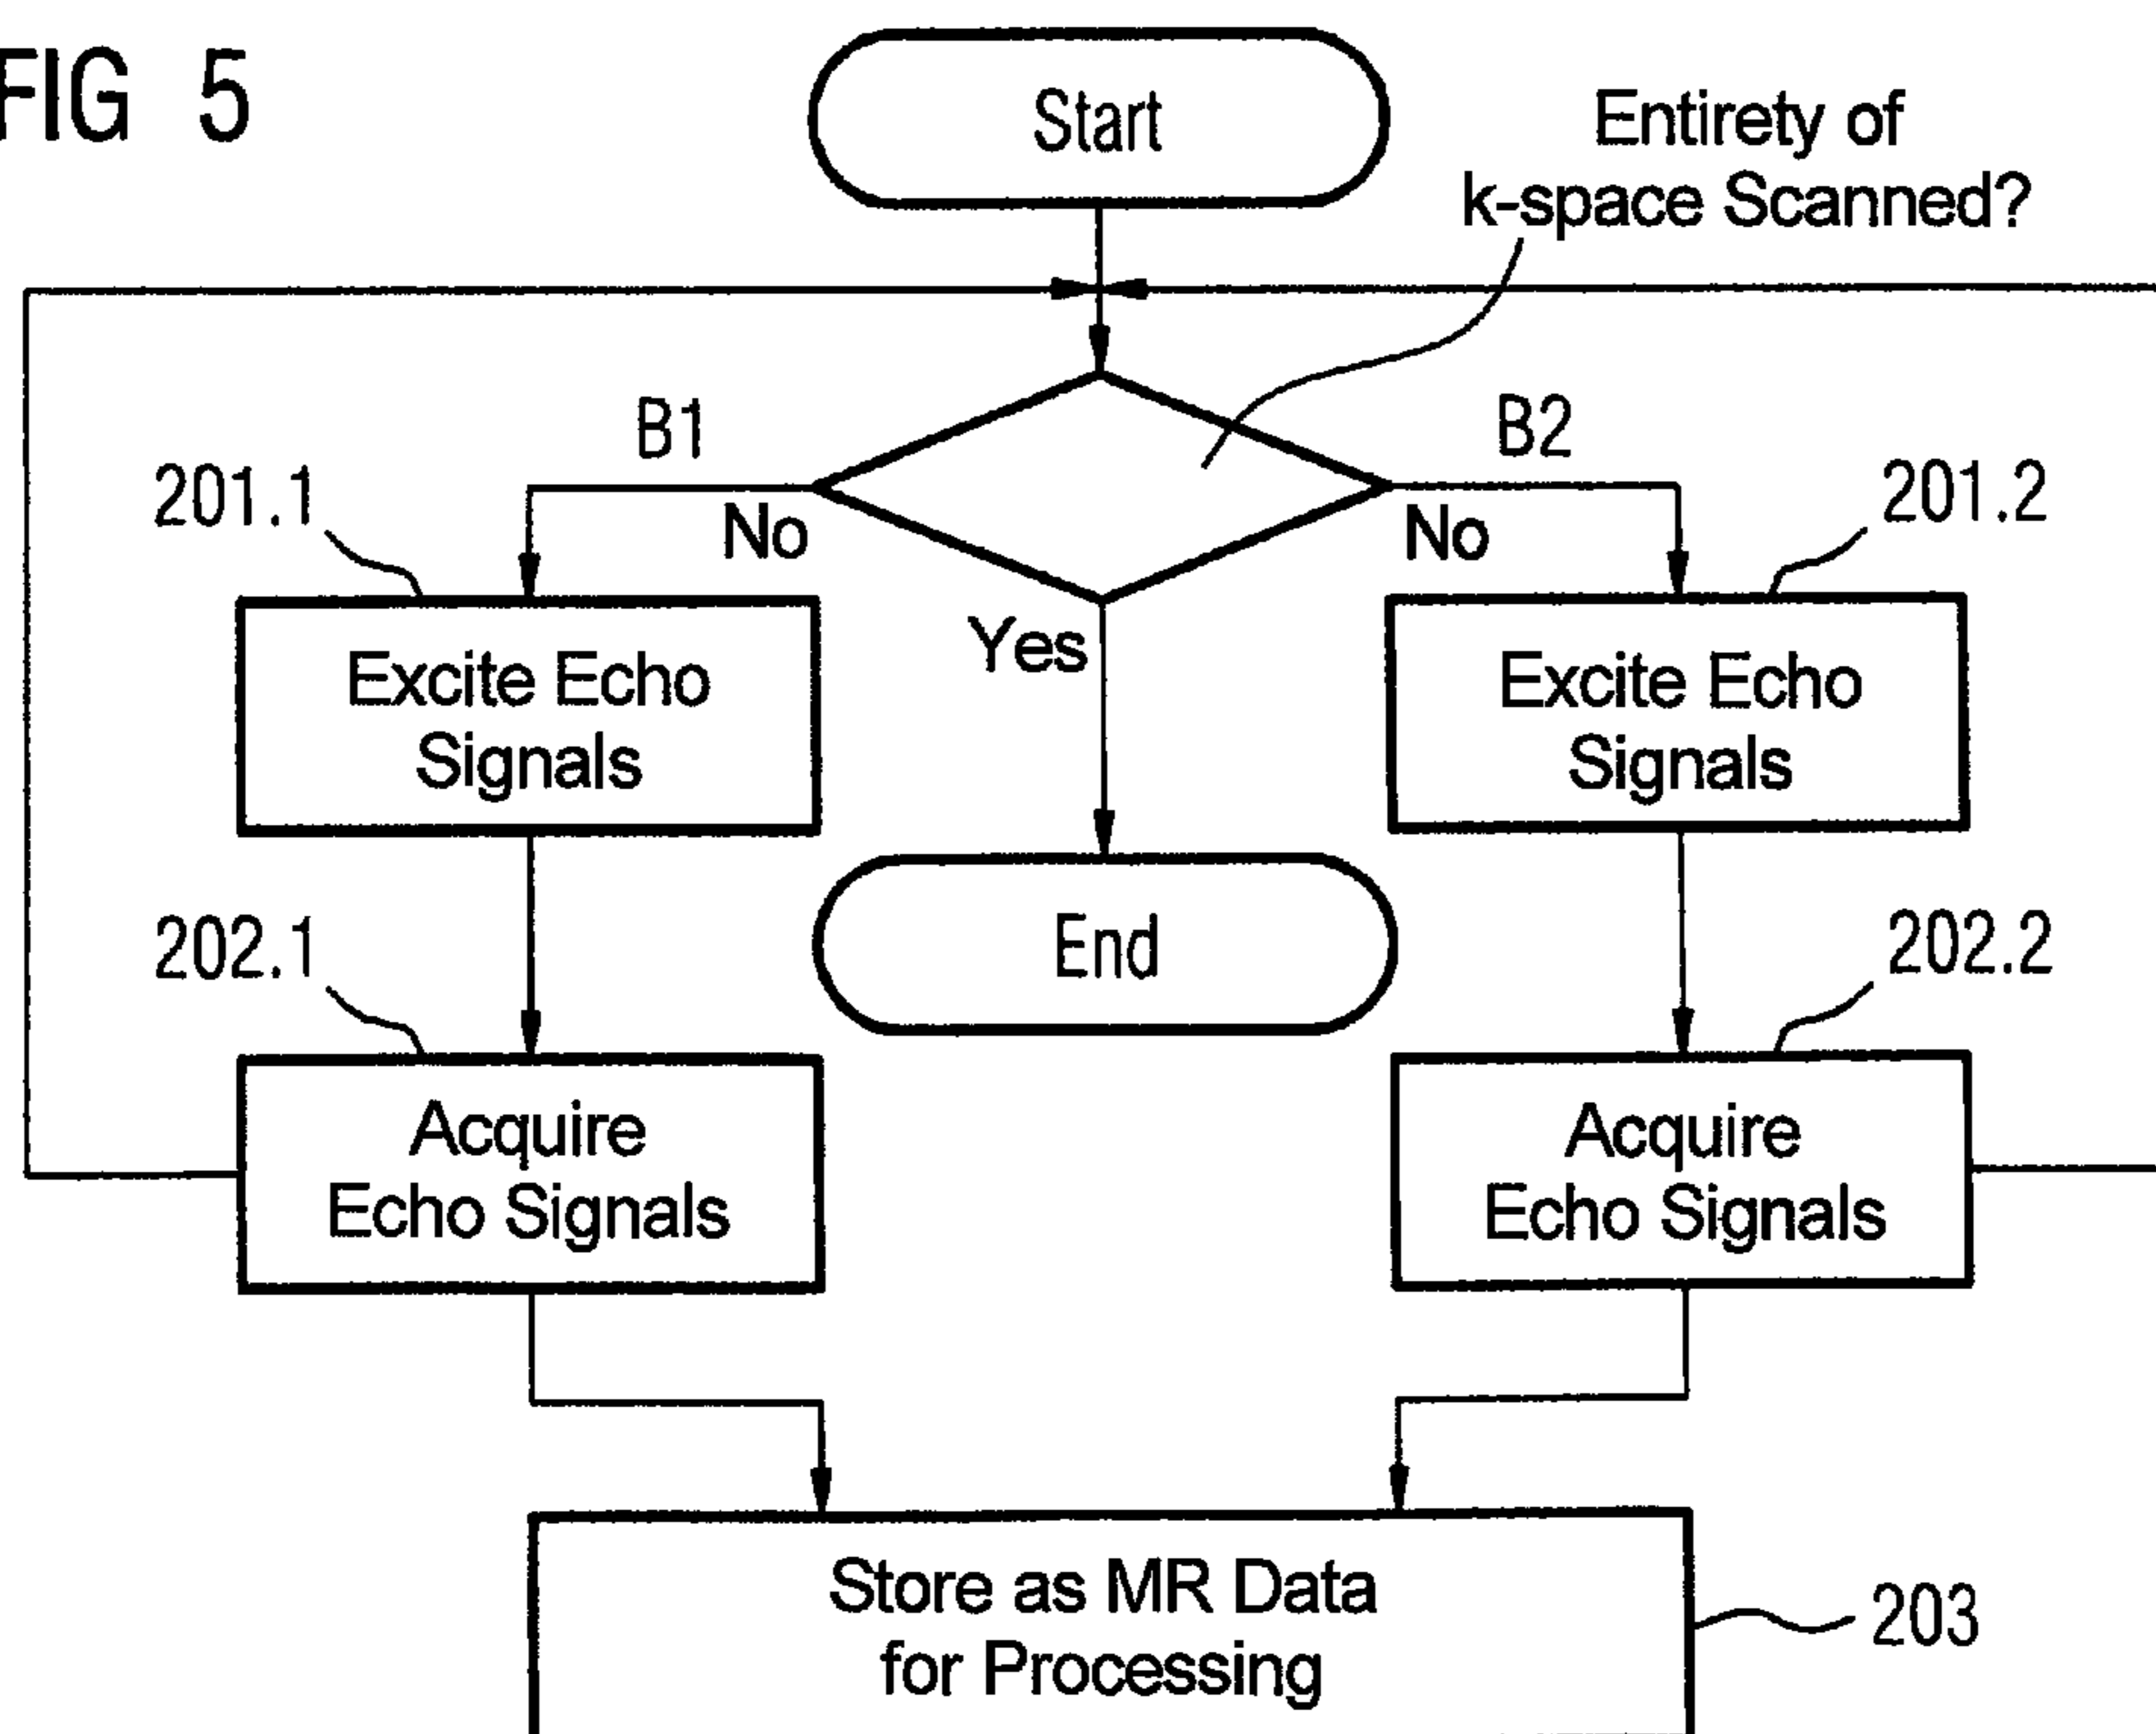 FIG 5
Start
Entirety of
k-space Scanned?
B1
B2
201.1
No
No
201.2
Excite Echo
Signals
Yes
Excite Echo
Signals
202.1
End
202.2
Acquire
Echo Signals
Acquire
Echo Signals
Store as MR Data
for Processing
203